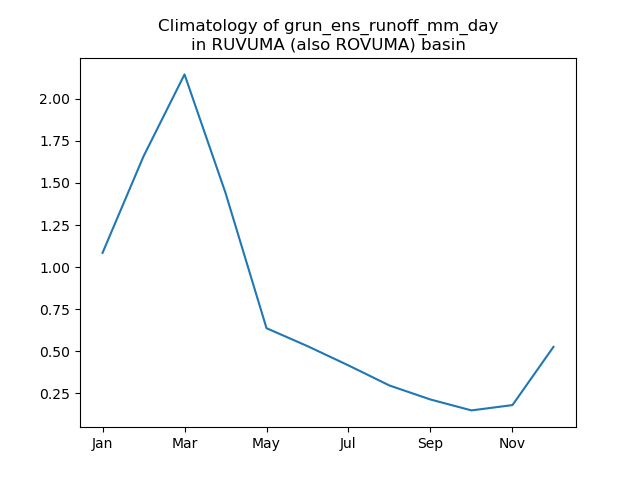 Climatology of grun_ens_runoff_mm_day
in RUVUMA (also ROVUMA) basin
2.00
1.75
1.50
1.25
1.00
0.75
0.50
0.25
Jan Mar May Jul Sep Nov